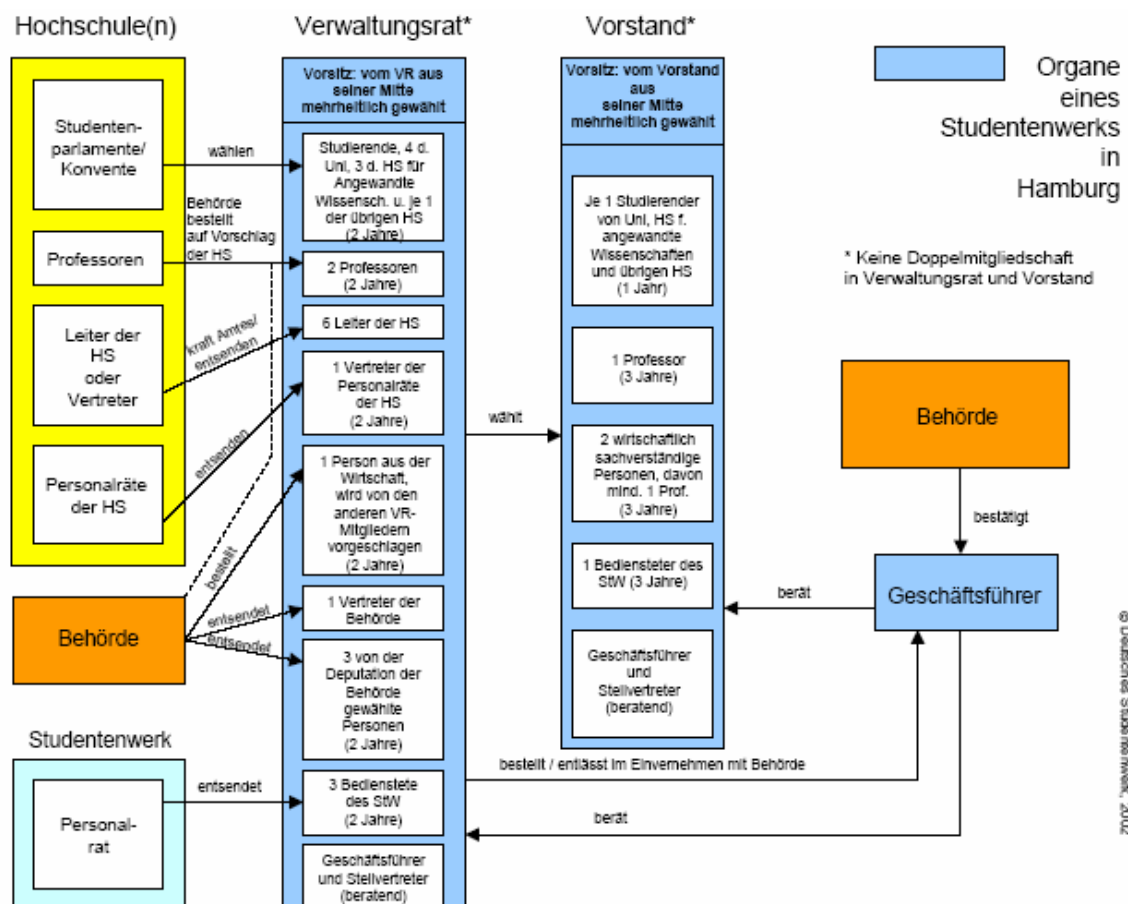 Hochschule(n)
Studenten-
parlamente/
Konvente
Professoren
Leiter der
HS
oder
Vertreter
Personalräte
der HS
Behörde
Studentenwerk
Personal-
rat
wählen
Behörde
bestellt
auf Vorschlag
der HS
kraft Amtes/
entsenden
entsenden
bestellt
entsendet
entsendet
entsendet
Verwaltungsrat*
Vorsitz: vom VR aus
seiner Mitte
mehrheitlich gewählt
Studierende, 4 d.
Uni, 3 d. HS für
Angewandte
Wissensch. u. je 1
der übrigen HS
(2 Jahre)
2 Professoren
(2 Jahre)
6 Leiter der HS
1 Vertreter der
Personalräte
der HS
(2 Jahre)
1 Person aus der
Wirtschaft,
wird von den
anderen VR-
Mitgliedern
vorgeschlagen
(2 Jahre)
1 Vertreter der
Behörde
3 von der
Deputation der
Behörde
gewählte
Personen
(2 Jahre)
3 Bedienstete
des StW
(2 Jahre)
Geschäftsführer
und Stellvertreter
(beratend)
wählt
Vorstand*
Vorsitz: vom Vorstand
aus
seiner Mitte
mehrheitlich gewählt
Je 1 Studierender
von Uni, HS f.
angewandte
Wissenschaften
und übrigen HS
(1 Jahr)
1 Professor
(3 Jahre)
2 wirtschaftlich
sachverständige
Personen, davon
mind. 1 Prof.
(3 Jahre)
1 Bediensteter des
StW (3 Jahre)
Geschäftsführer
und
Stellvertreter
(beratend)
bestellt / entlässt im Einvernehmen mit Behörde
berät
berät
Organe
eines
Studentenwerks
in
Hamburg
* Keine Doppelmitgliedschaft
in Verwaltungsrat und Vorstand
Behörde
bestätigt
Geschäftsführer
© Deutsches Studentenwerk, 2002